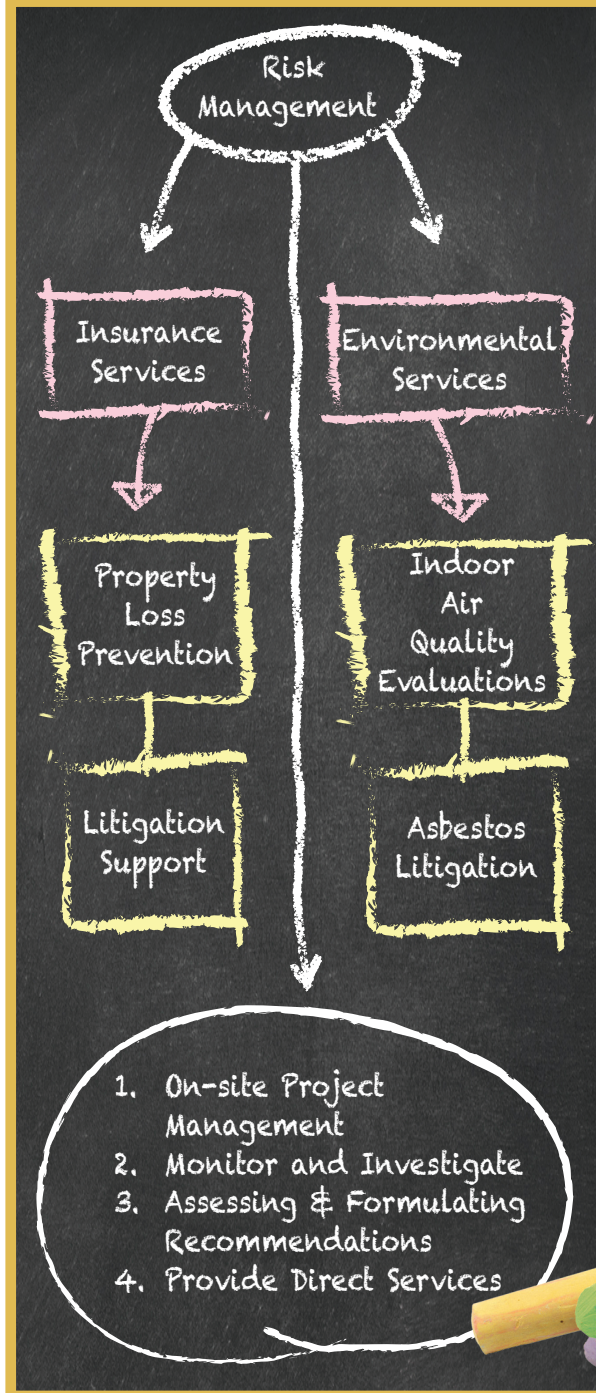 Risk
Management
Insurance
Services
Environmental
Services
Property
Loss
Prevention
Indoor
Air
Quality
Evaluations
Litigation
Support
Asbestos
Litigation
1. On-site Project
Management
2. Monitor and Investigate
3. Assessing & Formulating
Recommendations
4. Provide Direct Services